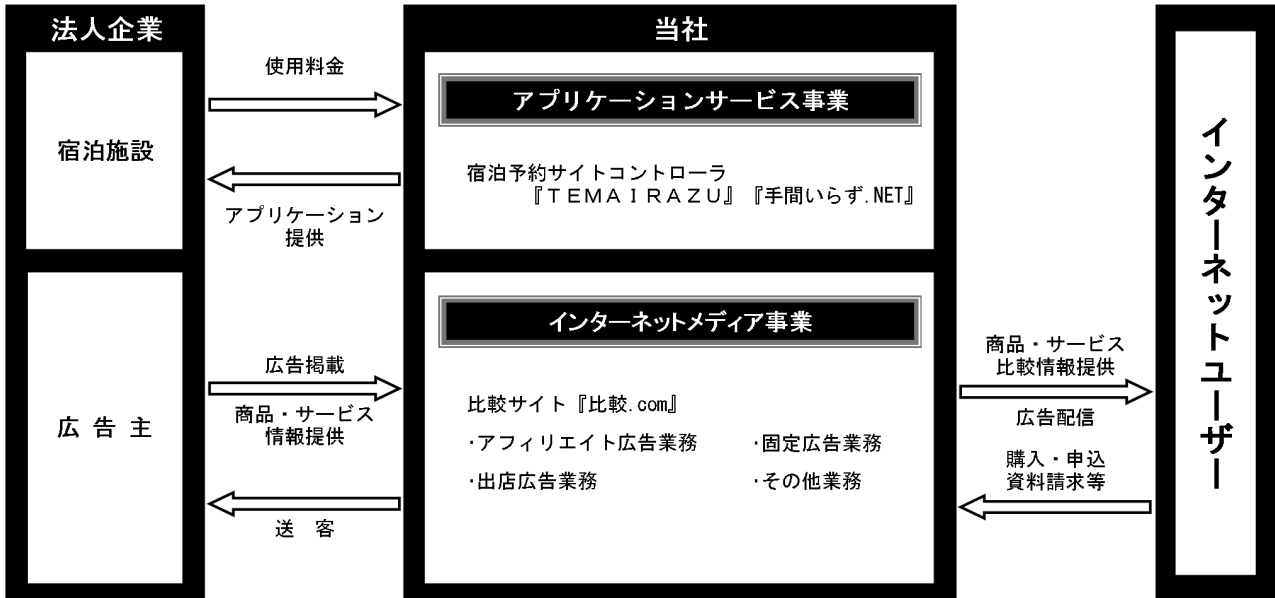 法人企業
宿泊施設
広告主
使用料金
アプリケーション
提供
広告掲載
商品・サービス
情報提供
送 客
当社
アプリケーションサービス事業
宿泊予約サイトコントローラ
『TEMAIRAZU』『手間いらず.NET』
インターネットメディア事業
比較サイト『比較.com』
・アフィリエイト広告業務 ・固定広告業務
・出店広告業務 ・その他業務
商品・サービス
比較情報提供
広告配信
購入・申込
資料請求等
インターネットユーザー